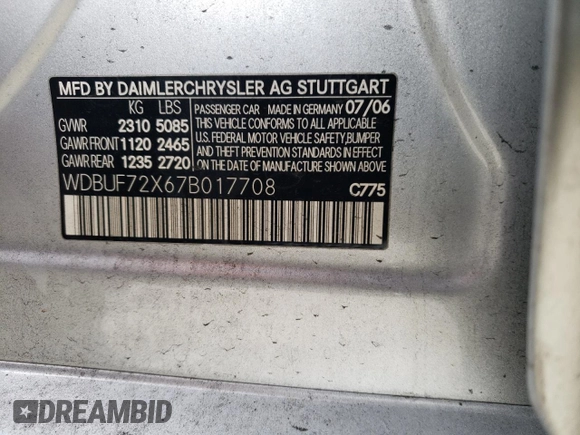 MFD BY DAIMLERCHRYSLER AG STUTTGART
KG LBS
GVWR 2310 5085
GAWR FRONT 1120 2465
GAWR REAR 1235 2720
PASSENGER CAR MADE IN GERMANY 07/06
THIS VEHICLE CONFORMS TO ALL APPLICABLE
U.S. FEDERAL MOTOR VEHICLE SAFETY, BUMPER
AND THEFT PREVENTION STANDARDS IN EFFECT
ON THE DATE OF MANUFACTURE SHOWN ABOVE
WDBUF72X67B017708 C775
DREAMBID